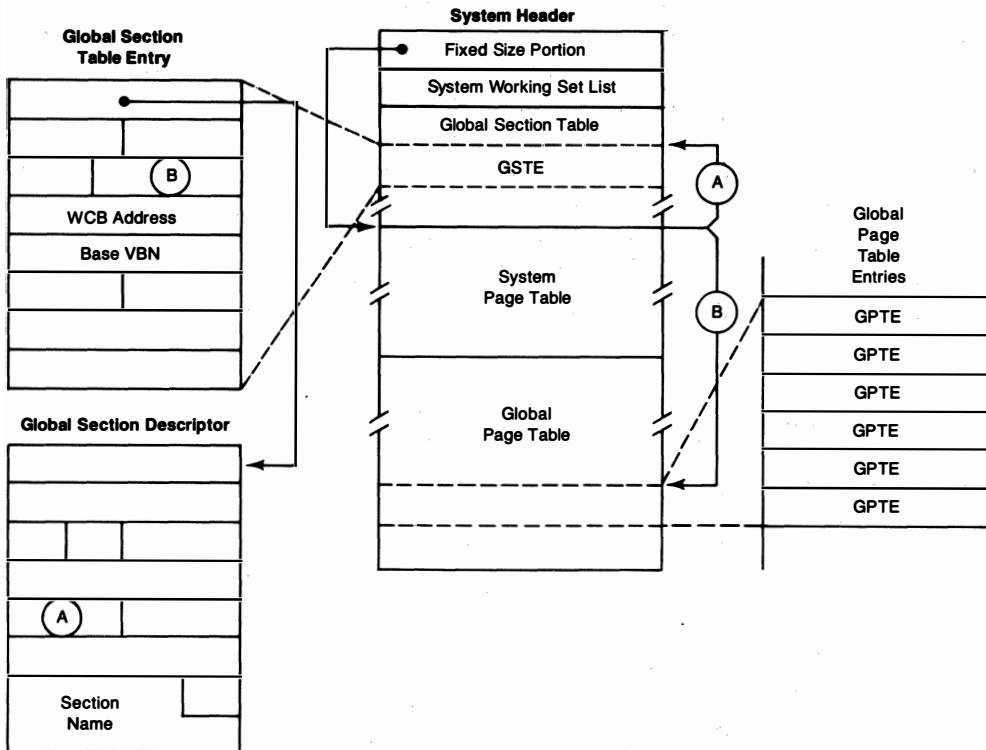 System Header
Fixed Size Portion
System Working Set List
Global Section Table
GSTE
System
Page Table
Global
Page Table
Global Section
Table Entry
B
WCB Address
Base VBN
Global Section Descriptor
A
Section
Name
A
B
Global
Page
Table
Entries
GPTE
GPTE
GPTE
GPTE
GPTE
GPTE